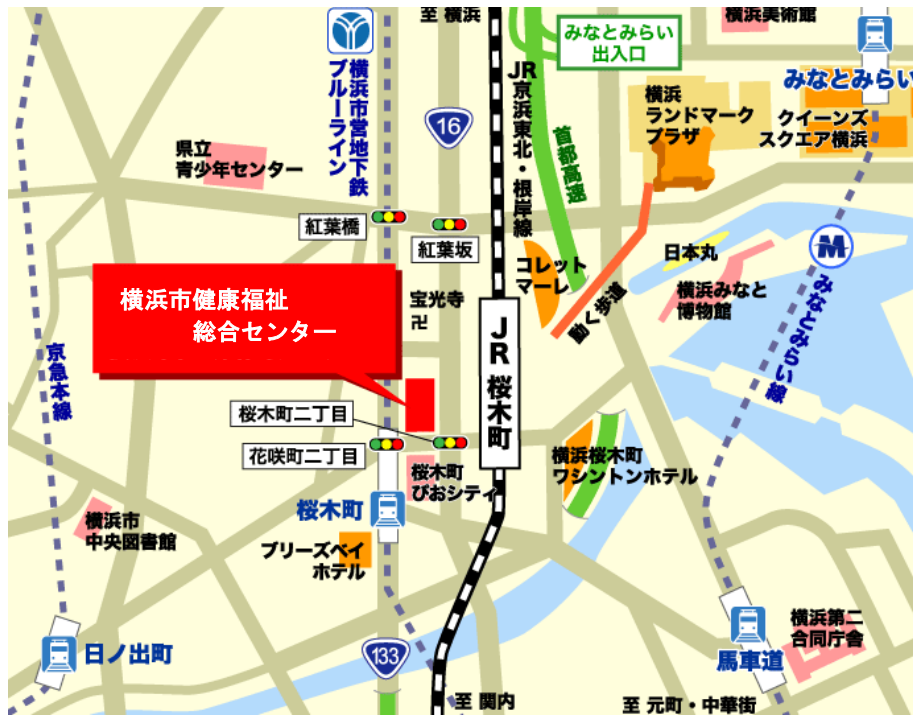 至 横浜
みなとみらい
出入口
横浜美術館
みなとみらい
横浜市営地下鉄
ブルーライン
16
JR京浜東北・根岸線
首都高速
横浜
ランドマーク
プラザ
クイーンズ
スクエア横浜
県立
青少年センター
紅葉橋
紅葉坂
コレット
マーレ
日本丸
横浜みなと
博物館
動く歩道
みなとみらい線
横浜市健康福祉
総合センター
宝光寺
卍
JR桜木町
京急本線
桜木町二丁目
花咲町二丁目
桜木町
ぴおシティ
横浜桜木町
ワシントンホテル
桜木町
横浜市
中央図書館
ブリーズベイ
ホテル
日ノ出町
133
馬車道
横浜第二
合同庁舎
至 関内
至 元町・中華街